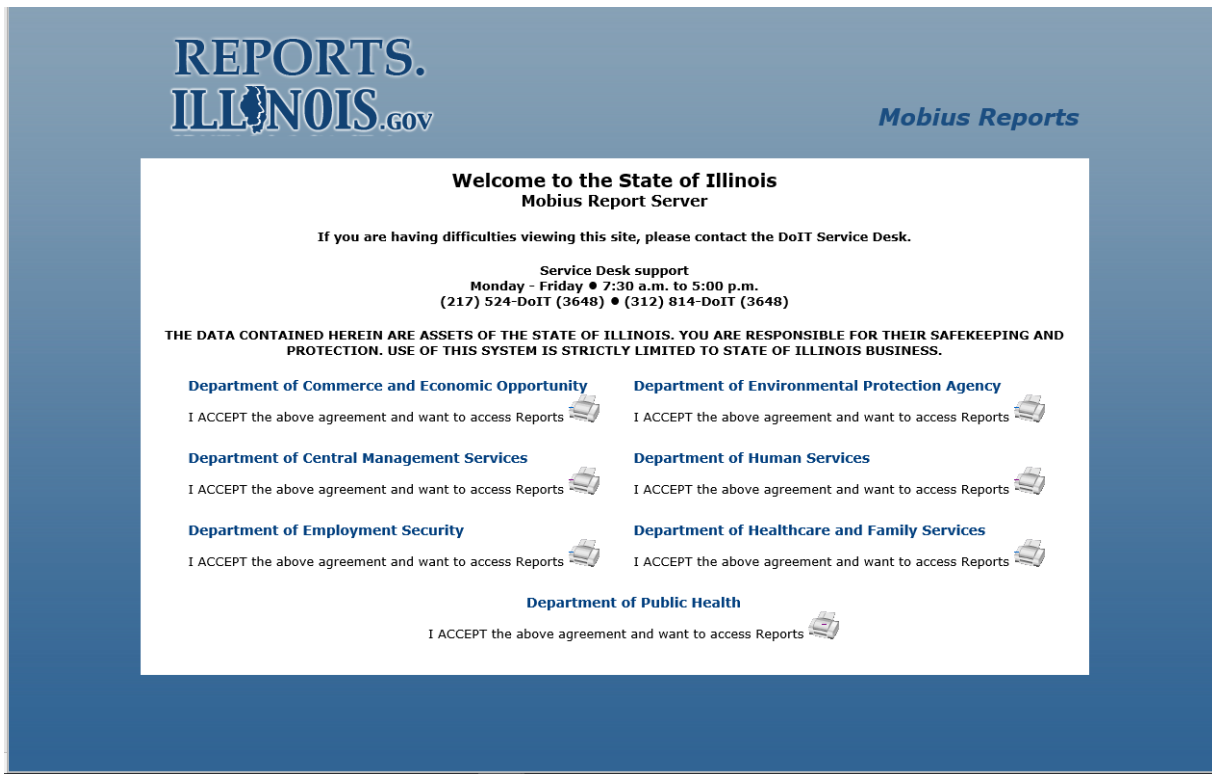 REPORTS.
ILLINOIS.GOV
Mobius Reports
Welcome to the State of Illinois
Mobius Report Server
If you are having difficulties viewing this site, please contact the DoIT Service Desk.
Service Desk support
Monday - Friday ● 7:30 a.m. to 5:00 p.m.
(217) 524-DoIT (3648) ● (312) 814-DoIT (3648)
THE DATA CONTAINED HEREIN ARE ASSETS OF THE STATE OF ILLINOIS. YOU ARE RESPONSIBLE FOR THEIR SAFEKEEPING AND
PROTECTION. USE OF THIS SYSTEM IS STRICTLY LIMITED TO STATE OF ILLINOIS BUSINESS.
Department of Commerce and Economic Opportunity
I ACCEPT the above agreement and want to access Reports
Department of Environmental Protection Agency
I ACCEPT the above agreement and want to access Reports
Department of Central Management Services
I ACCEPT the above agreement and want to access Reports
Department of Human Services
I ACCEPT the above agreement and want to access Reports
Department of Employment Security
I ACCEPT the above agreement and want to access Reports
Department of Healthcare and Family Services
I ACCEPT the above agreement and want to access Reports
Department of Public Health
I ACCEPT the above agreement and want to access Reports